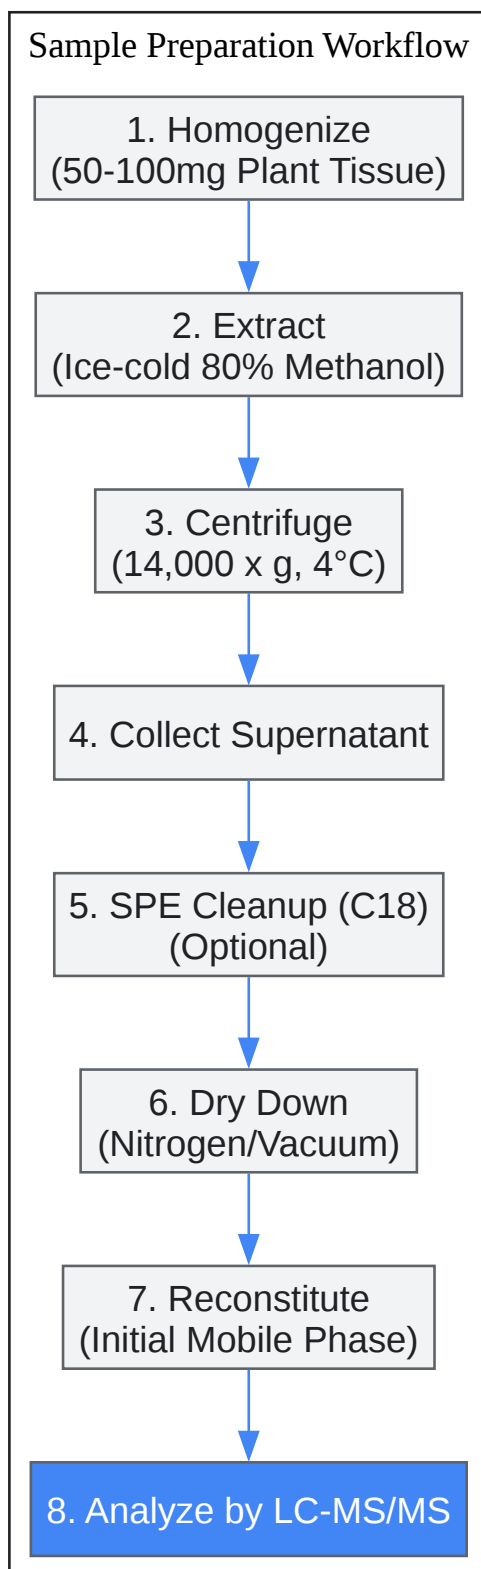 Sample Preparation Workflow
1. Homogenize
(50-100mg Plant Tissue)
2. Extract
(Ice-cold 80% Methanol)
3. Centrifuge
(14,000 x g, 4°C)
4. Collect Supernatant
5. SPE Cleanup (C18)
(Optional)
6. Dry Down
(Nitrogen/Vacuum)
7. Reconstitute
(Initial Mobile Phase)
8. Analyze by LC-MS/MS